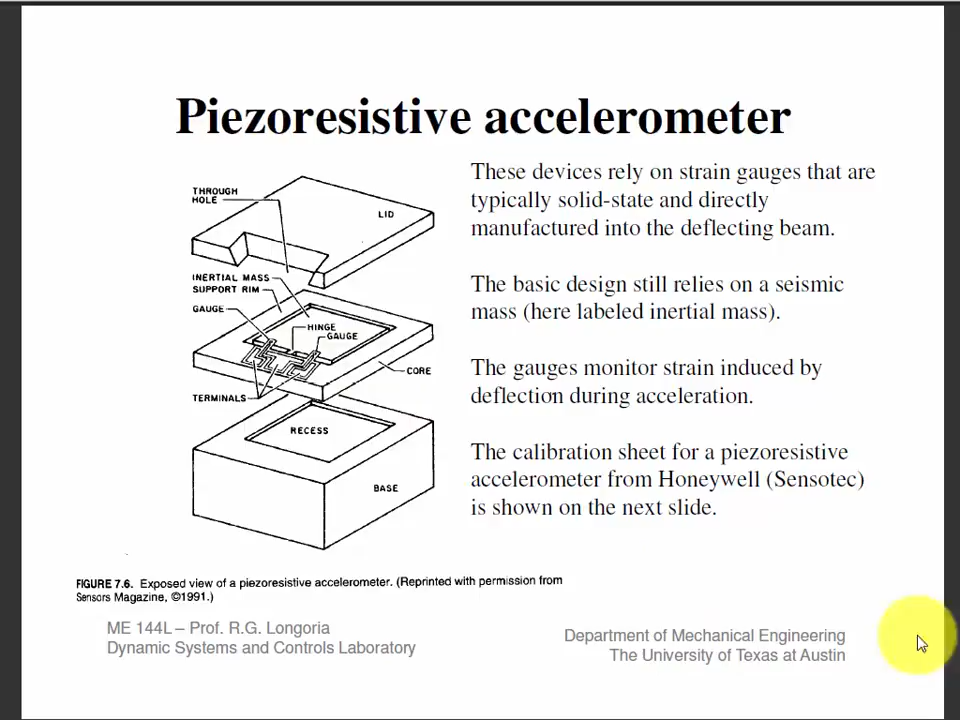 Piezoresistive accelerometer
THROUGH
HOLE
LID
INERTIAL MASS
SUPPORT RIM
GAUGE
HINGE
GAUGE
CORE
TERMINALS
RECESS
BASE
FIGURE 7.6. Exposed view of a piezoresistive accelerometer. (Reprinted with permission from
Sensors Magazine, ©1991.)
These devices rely on strain gauges that are
typically solid-state and directly
manufactured into the deflecting beam.
The basic design still relies on a seismic
mass (here labeled inertial mass).
The gauges monitor strain induced by
deflection during acceleration.
The calibration sheet for a piezoresistive
accelerometer from Honeywell (Sensotec)
is shown on the next slide.
ME 144L – Prof. R.G. Longoria
Dynamic Systems and Controls Laboratory
Department of Mechanical Engineering
The University of Texas at Austin